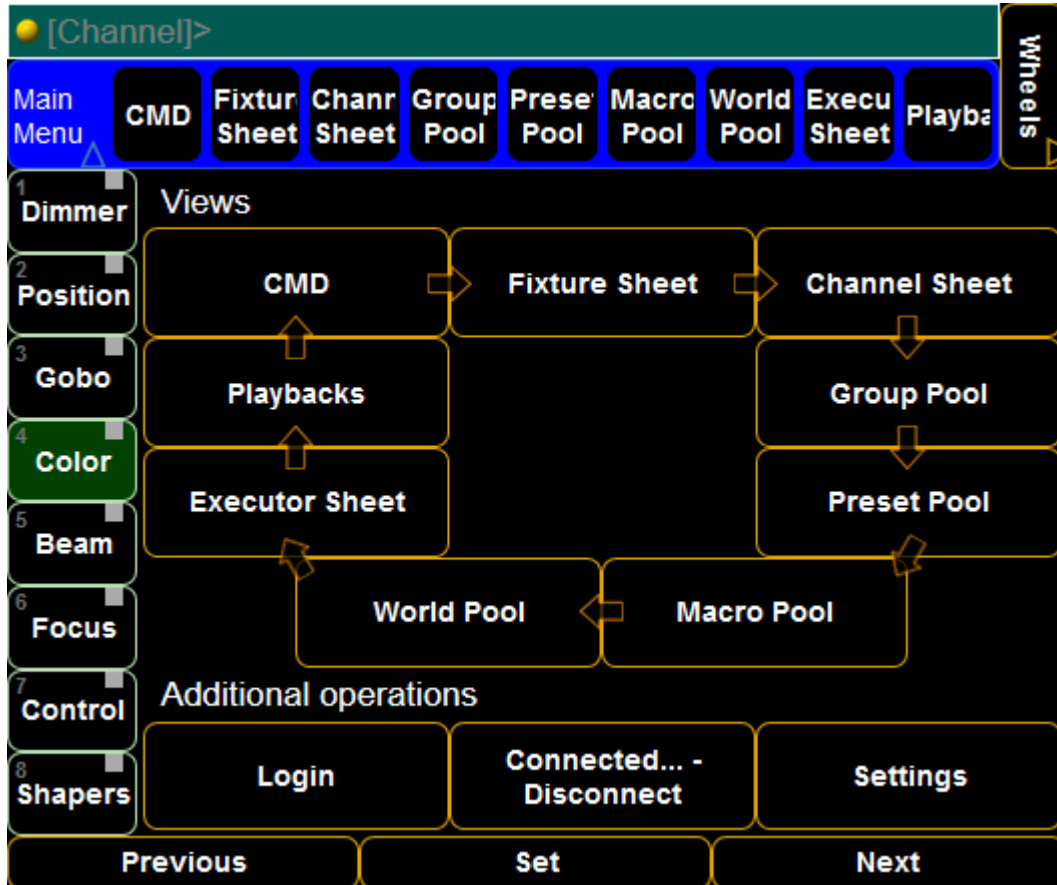 [Channel]>
Wheels
Main
Menu
CMD
Fixtur
Sheet
Chanr
Sheet
Group
Pool
Prese
Pool
Macro
Pool
World
Pool
Execu
Sheet
Playba
1
Dimmer
2
Position
3
Gobo
4
Color
5
Beam
6
Focus
7
Control
8
Shapers
Views
CMD
Fixture Sheet
Channel Sheet
Playbacks
Group Pool
Executor Sheet
Preset Pool
World Pool
Macro Pool
Additional operations
Login
Connected... -
Disconnect
Settings
Previous
Set
Next